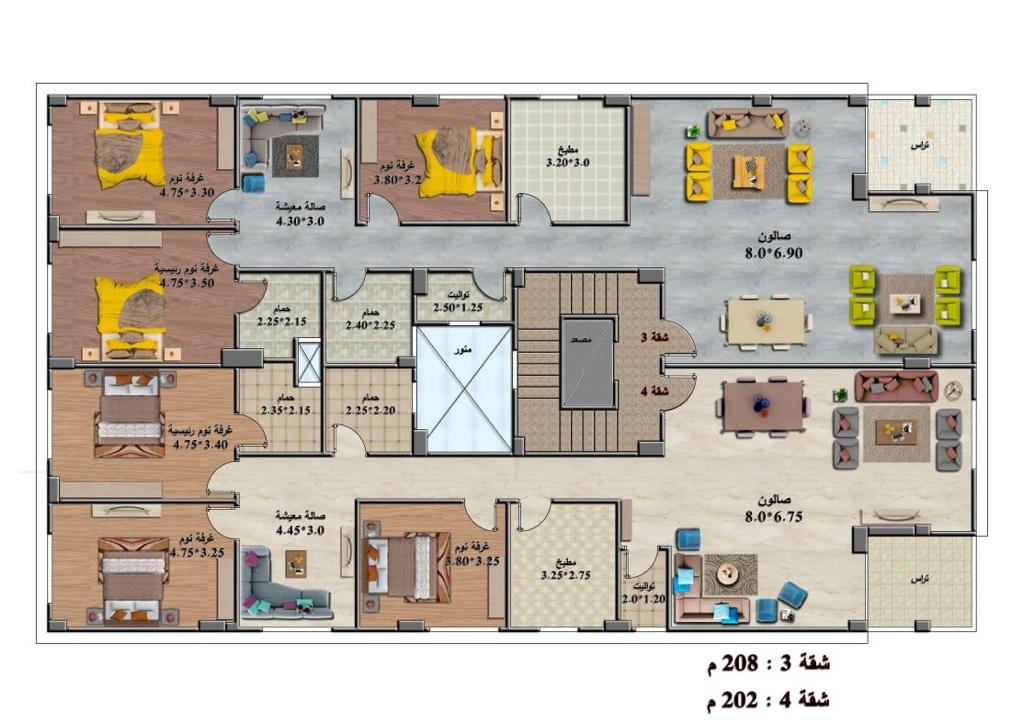 غرفة نوم
4.75*3.30
صالة معيشة
4.30*3.0
غرفة نوم
3.80*3.2
مطبخ
3.20*3.0
تراس
صالون
8.0*6.90
غرفة نوم رئيسية
4.75*3.50
حمام
2.25*2.15
حمام
2.40*2.25
تواليت
2.50*1.25
منور
مصعد
شقة 3
شقة 4
حمام
2.35*2.15
حمام
2.25*2.20
غرفة نوم رئيسية
4.75*3.40
صالون
8.0*6.75
غرفة نوم
4.75*3.25
صالة معيشة
4.45*3.0
غرفة نوم
3.80*3.25
مطبخ
3.25*2.75
تواليت
2.0*1.20
تراس
شقة 3 : 208 م
شقة 4 : 202 م